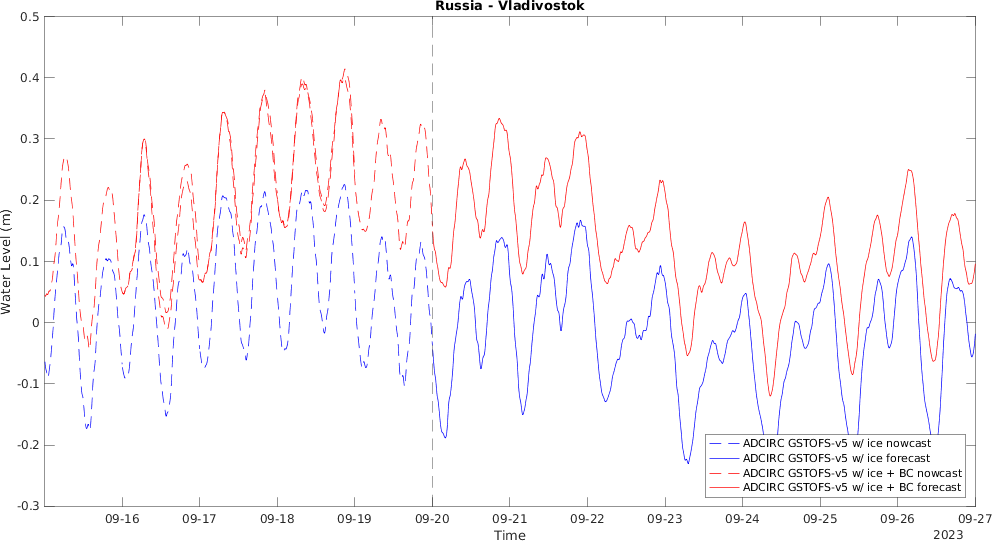 Russia - Vladivostok
Water Level (m)
0.5
0.4
0.3
0.2
0.1
0
-0.1
-0.2
-0.3
ADCIRC GSTOFS-v5 w/ ice nowcast
ADCIRC GSTOFS-v5 w/ ice forecast
ADCIRC GSTOFS-v5 w/ ice + BC nowcast
ADCIRC GSTOFS-v5 w/ ice + BC forecast
09-16 09-17 09-18 09-19 09-20 09-21 09-22 09-23 09-24 09-25 09-26 09-27
Time
2023